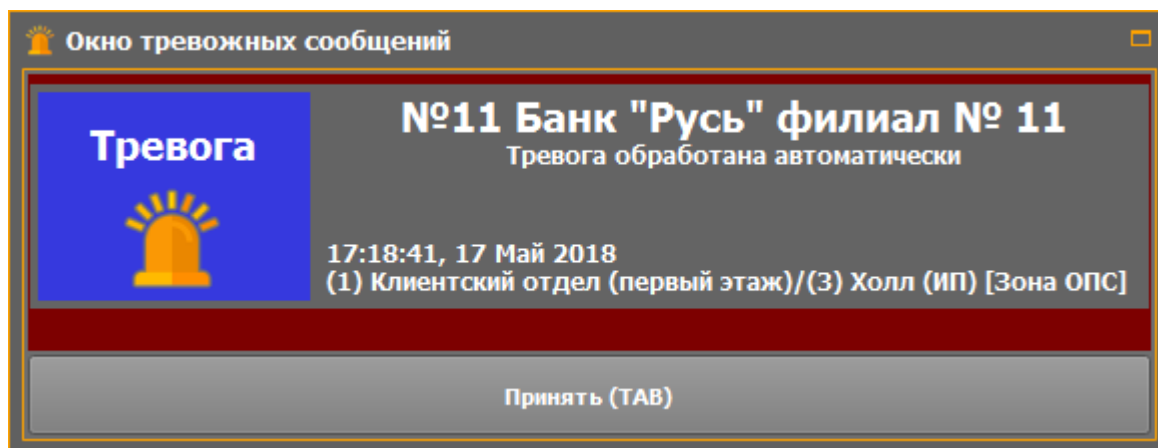 Окно тревожных сообщений
Тревога
№11 Банк "Русь" филиал № 11
Тревога обработана автоматически
17:18:41, 17 Май 2018
(1) Клиентский отдел (первый этаж)/(3) Холл (ИП) [Зона ОПС]
Принять (TAB)